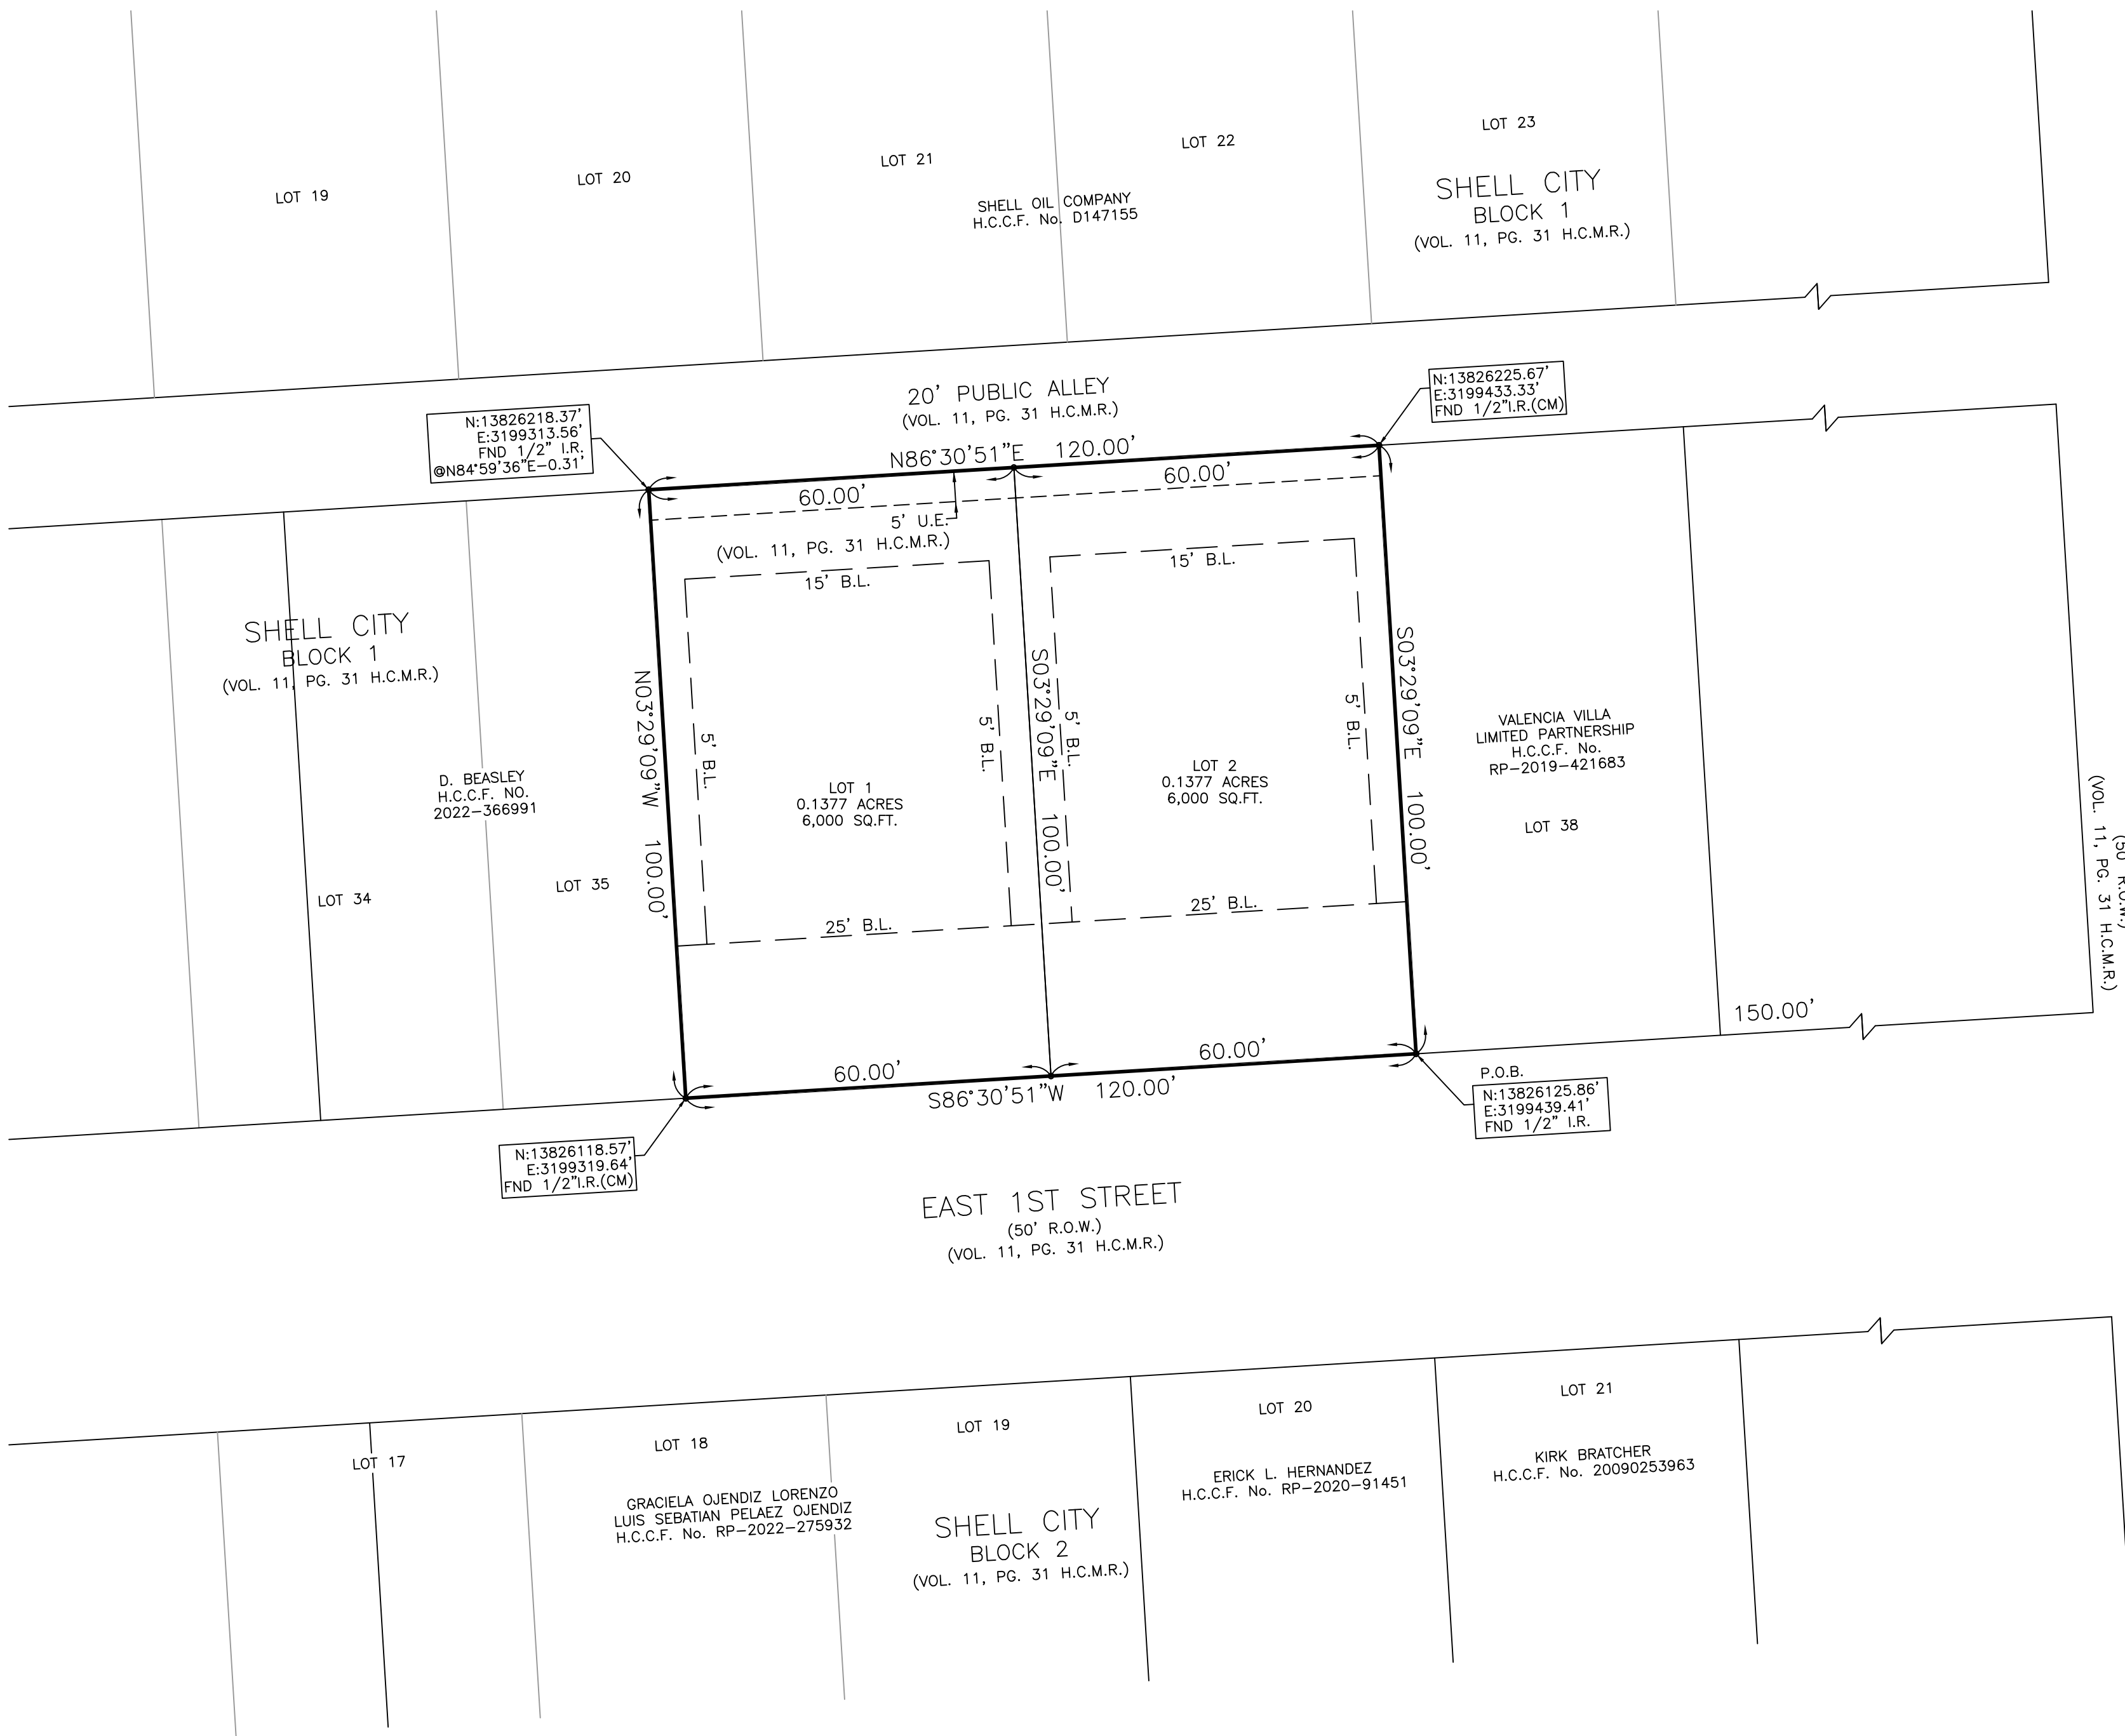 LOT 19
LOT 20
LOT 21
LOT 22
LOT 23
SHELL OIL COMPANY
H.C.C.F. No. D147155
SHELL CITY
BLOCK 1
(VOL. 11, PG. 31 H.C.M.R.)
20' PUBLIC ALLEY
(VOL. 11, PG. 31 H.C.M.R.)
N:13826218.37'
E:3199313.56'
FND 1/2" I.R.
@N84°59'36"E-0.31'
N:13826225.67'
E:3199433.33'
FND 1/2"I.R.(CM)
N86°30'51"E 120.00'
60.00'
60.00'
5' U.E.
(VOL. 11, PG. 31 H.C.M.R.)
15' B.L.
15' B.L.
SHELL CITY
BLOCK 1
(VOL. 11, PG. 31 H.C.M.R.)
D. BEASLEY
H.C.C.F. NO.
2022-366991
LOT 34
LOT 35
N03°29'09"W 100.00'
5' B.L.
LOT 1
0.1377 ACRES
6,000 SQ.FT.
5' B.L.
S03°29'09"E 100.00'
5' B.L.
LOT 2
0.1377 ACRES
6,000 SQ.FT.
5' B.L.
S03°29'09"E 100.00'
VALENCIA VILLA
LIMITED PARTNERSHIP
H.C.C.F. No.
RP-2019-421683
LOT 38
(50' R.O.W.)
(VOL. 11, PG. 31 H.C.M.R.)
25' B.L.
25' B.L.
150.00'
60.00'
60.00'
S86°30'51"W 120.00'
P.O.B.
N:13826125.86'
E:3199439.41'
FND 1/2" I.R.
N:13826118.57'
E:3199319.64'
FND 1/2"I.R.(CM)
EAST 1ST STREET
(50' R.O.W.)
(VOL. 11, PG. 31 H.C.M.R.)
LOT 17
LOT 18
LOT 19
LOT 20
LOT 21
GRACIELA OJENDIZ LORENZO
LUIS SEBATIAN PELAEZ OJENDIZ
H.C.C.F. No. RP-2022-275932
ERICK L. HERNANDEZ
H.C.C.F. No. RP-2020-91451
KIRK BRATCHER
H.C.C.F. No. 20090253963
SHELL CITY
BLOCK 2
(VOL. 11, PG. 31 H.C.M.R.)